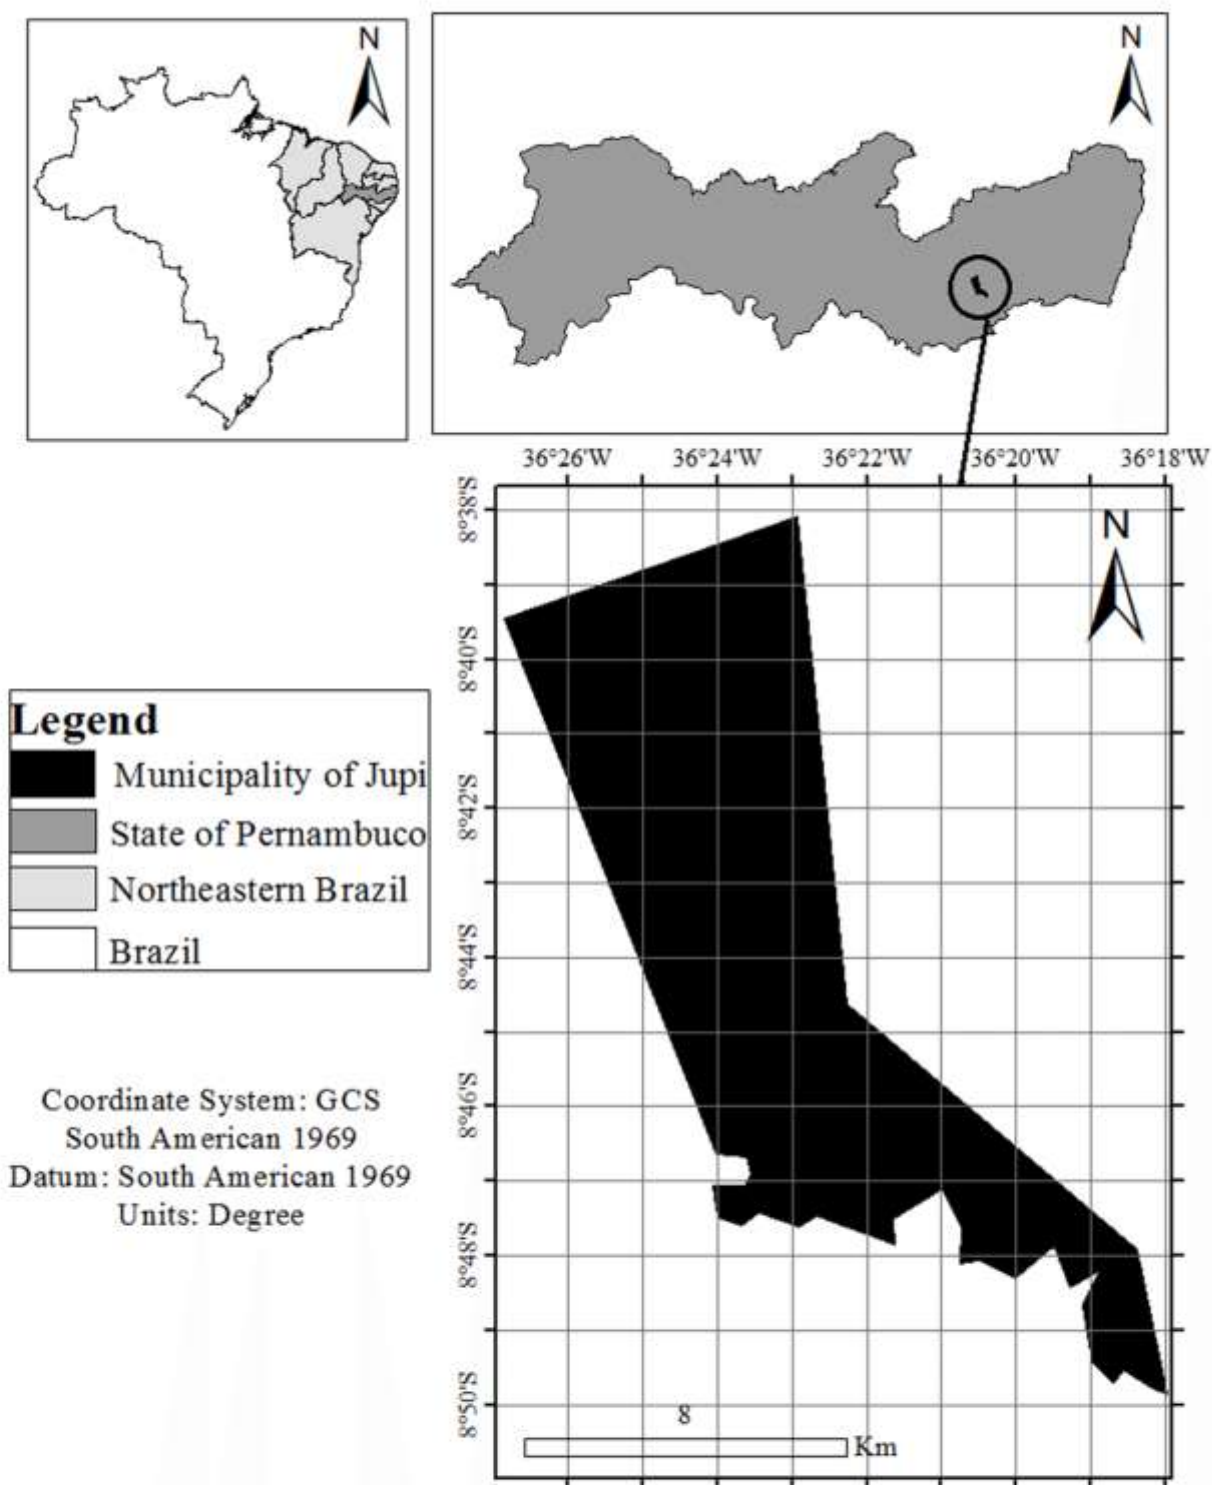 N
N
36°26'W 36°24'W 36°22'W 36°20'W 36°18'W
8°38'S
N
8°40'S
Legend
Municipality of Jupi
8°42'S
State of Pernambuco
Northeastern Brazil
Brazil
8°44'S
Coordinate System: GCS
South American 1969
Datum: South American 1969
Units: Degree
8°46'S
8°48'S
8°50'S
8
Km